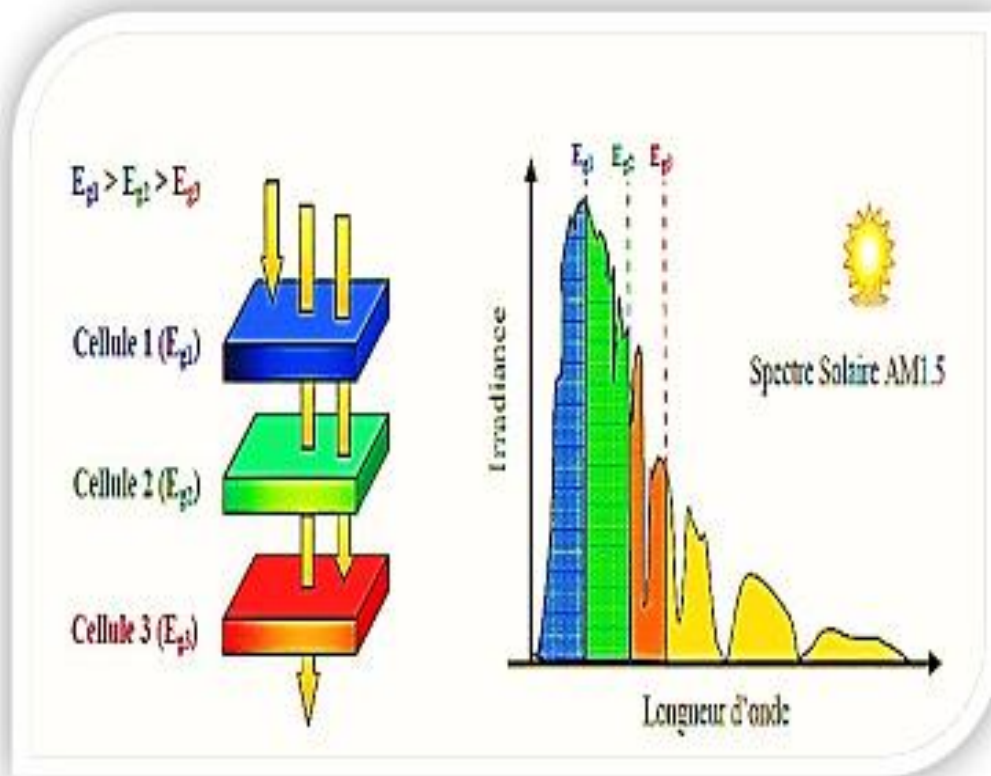 Eg1 > Eg2 > Eg3
Cellule 1 (Eg1)
Cellule 2 (Eg2)
Cellule 3 (Eg3)
Eg1 Eg2 Eg3
Irradiance
Spectre Solaire AM1.5
Longueur d'onde